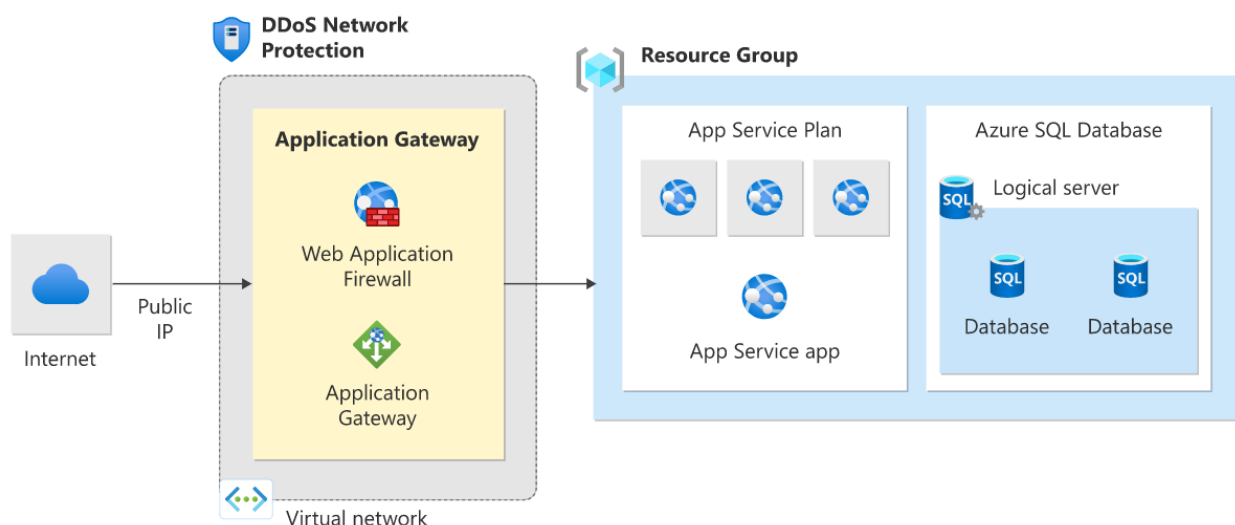 DDoS Network
Protection
Resource Group
Application Gateway
Web Application
Firewall
Application
Gateway
Virtual network
Internet
Public
IP
App Service Plan
App Service app
Azure SQL Database
SQL
Logical server
SQL
Database
SQL
Database